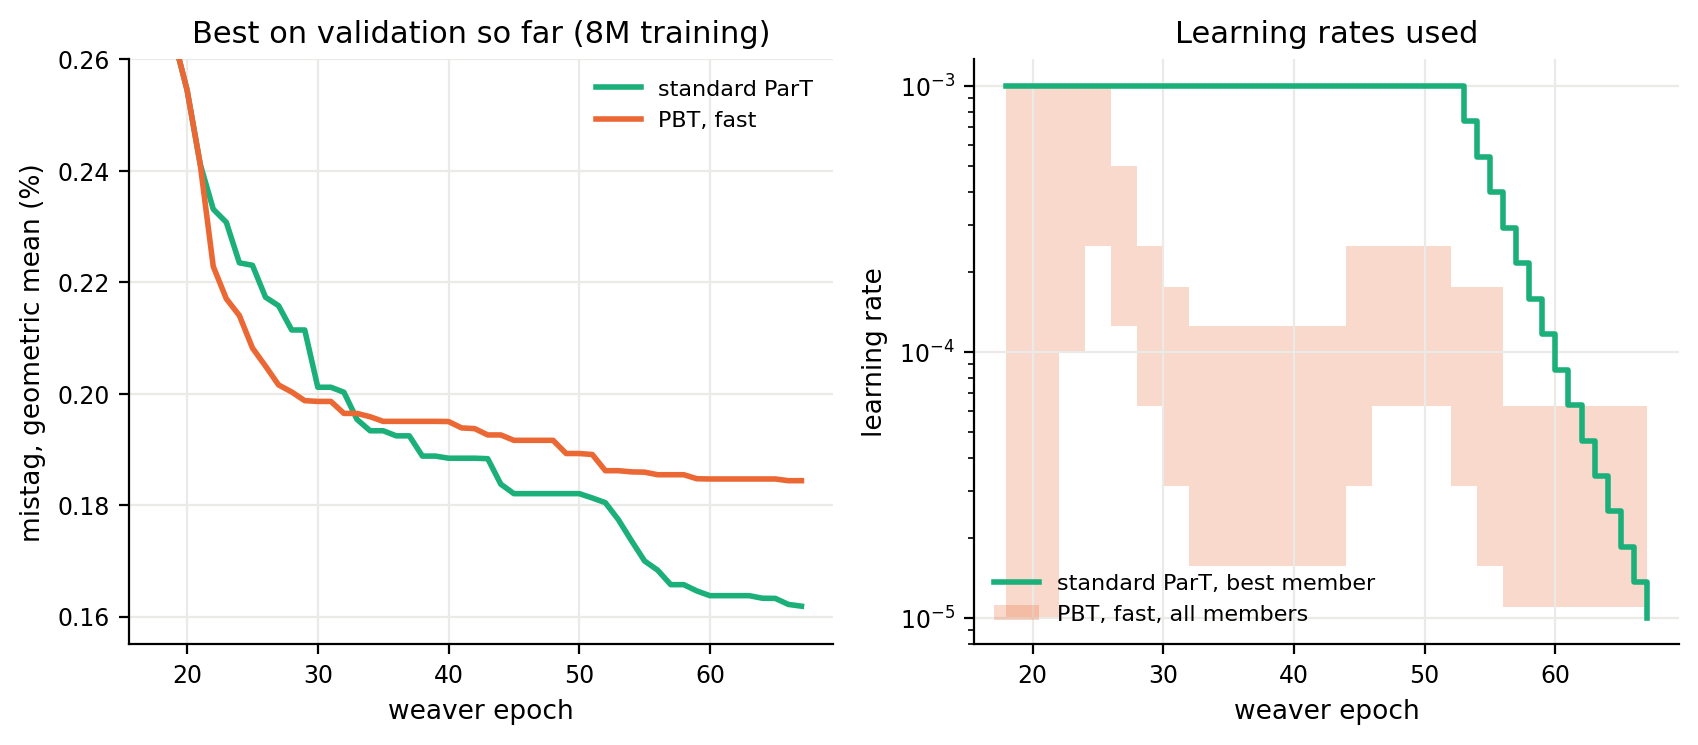 Best on validation so far (8M training)
mistag, geometric mean (%)
0.26
0.24
0.22
0.20
0.18
0.16
standard ParT
PBT, fast
20 30 40 50 60
weaver epoch
Learning rates used
learning rate
10⁻³
10⁻⁴
10⁻⁵
standard ParT, best member
PBT, fast, all members
20 30 40 50 60
weaver epoch